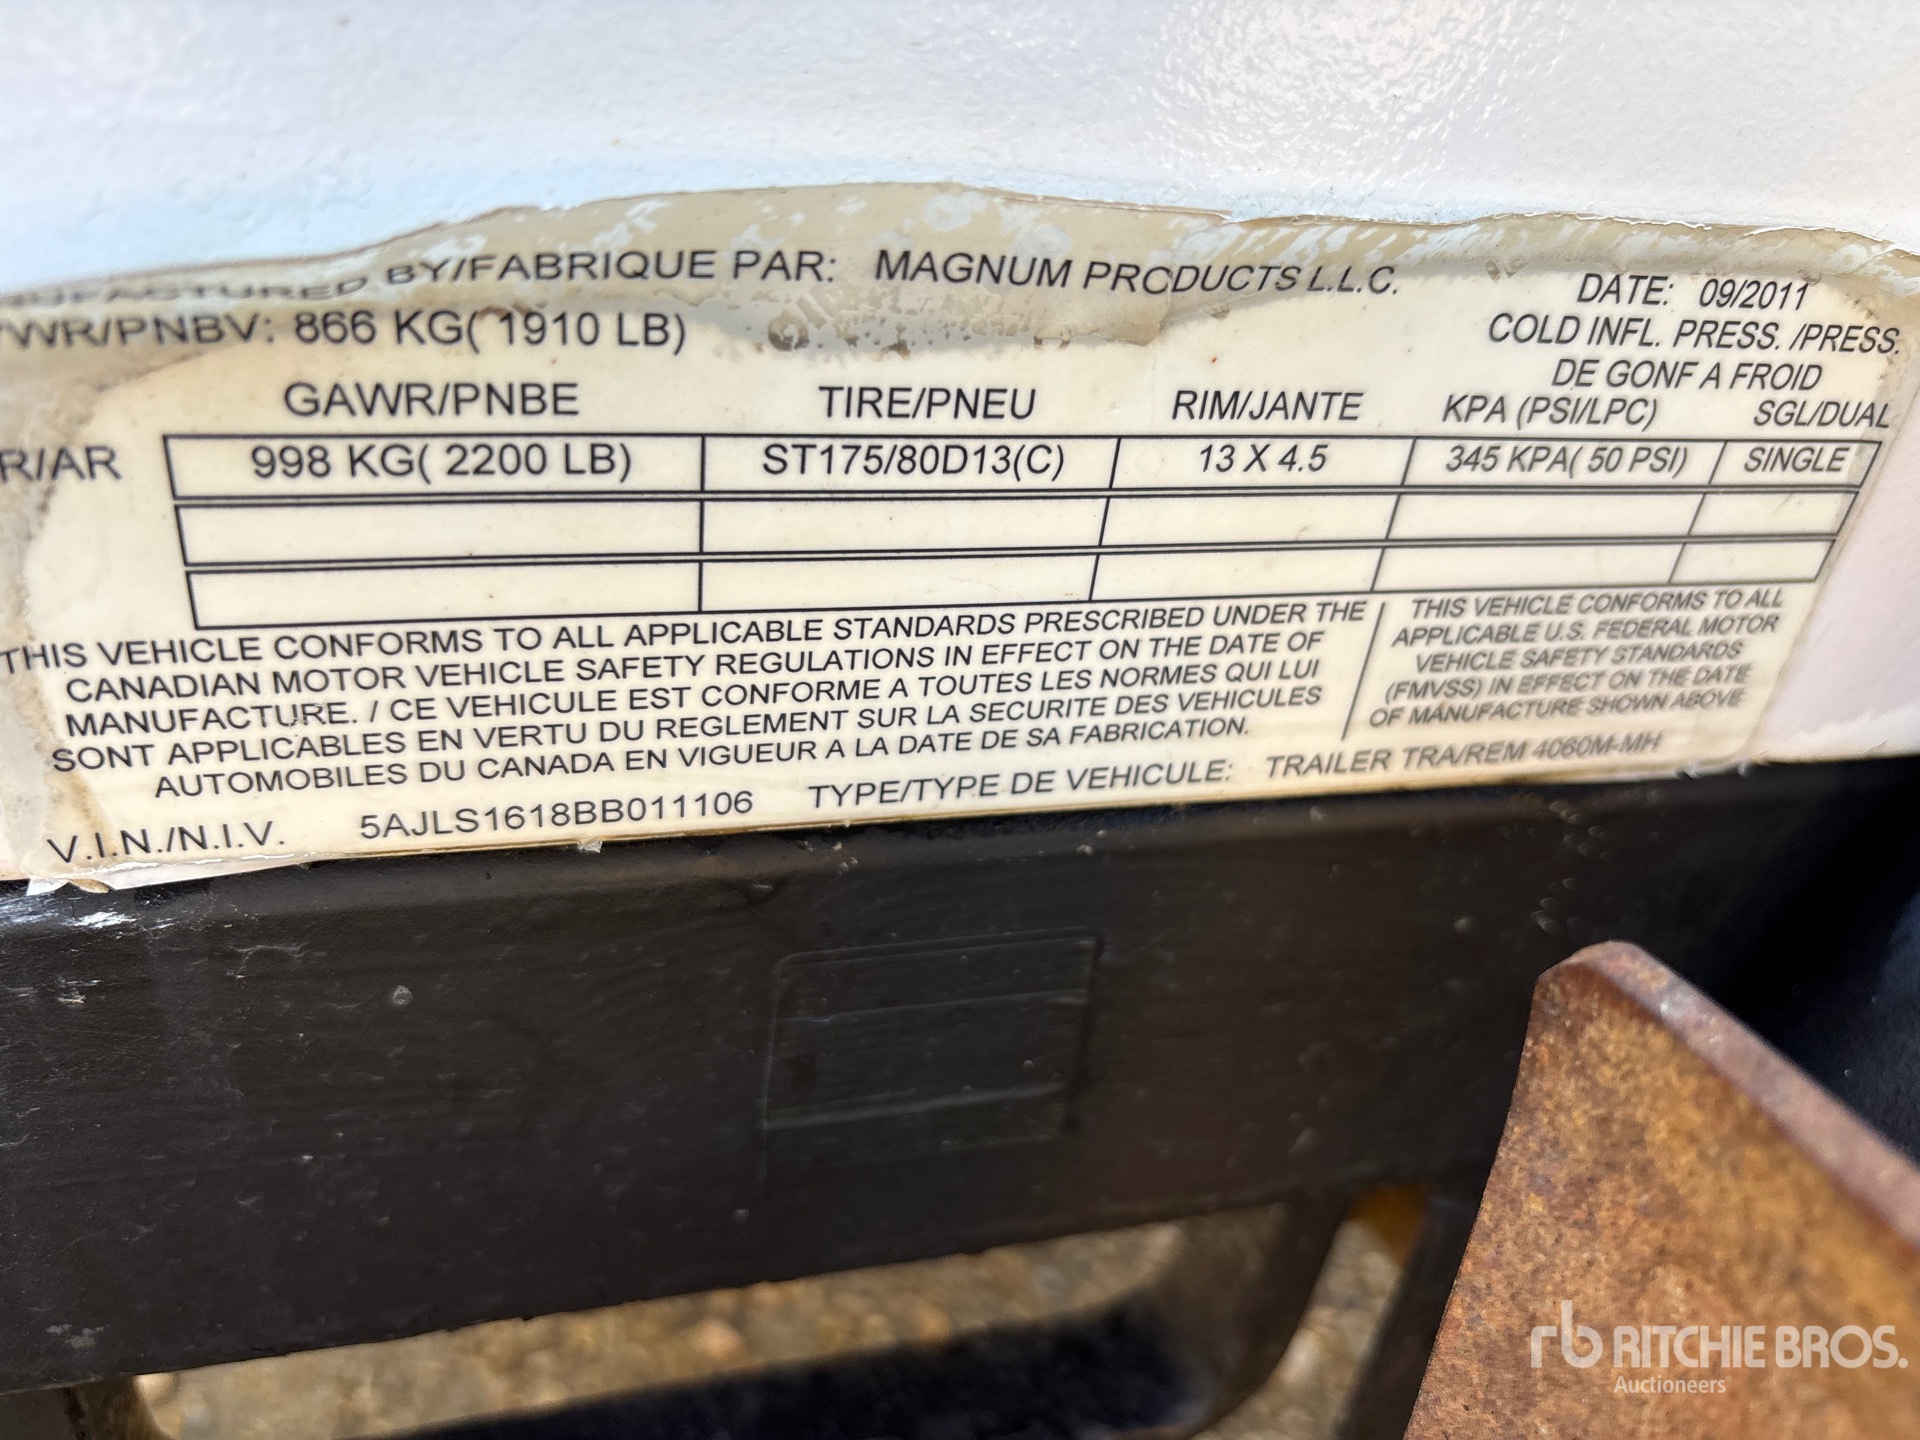 MANUFACTURED BY/FABRIQUE PAR: MAGNUM PRODUCTS L.L.C.
DATE: 09/2011
VWR/PNBV: 866 KG( 1910 LB)
COLD INFL. PRESS. /PRESS.
DE GONF A FROID
GAWR/PNBE TIRE/PNEU RIM/JANTE KPA (PSI/LPC) SGL/DUAL
R/AR 998 KG( 2200 LB) ST175/80D13(C) 13 X 4.5 345 KPA( 50 PSI) SINGLE
THIS VEHICLE CONFORMS TO ALL APPLICABLE STANDARDS PRESCRIBED UNDER THE
CANADIAN MOTOR VEHICLE SAFETY REGULATIONS IN EFFECT ON THE DATE OF
MANUFACTURE. / CE VEHICULE EST CONFORME A TOUTES LES NORMES QUI LUI
SONT APPLICABLES EN VERTU DU REGLEMENT SUR LA SECURITE DES VEHICULES
AUTOMOBILES DU CANADA EN VIGUEUR A LA DATE DE SA FABRICATION.
THIS VEHICLE CONFORMS TO ALL
APPLICABLE U.S. FEDERAL MOTOR
VEHICLE SAFETY STANDARDS
(FMVSS) IN EFFECT ON THE DATE
OF MANUFACTURE SHOWN ABOVE
V.I.N./N.I.V. 5AJLS1618BB011106 TYPE/TYPE DE VEHICULE: TRAILER TRA/REM 4060M-MH
rb RITCHIE BROS.
Auctioneers